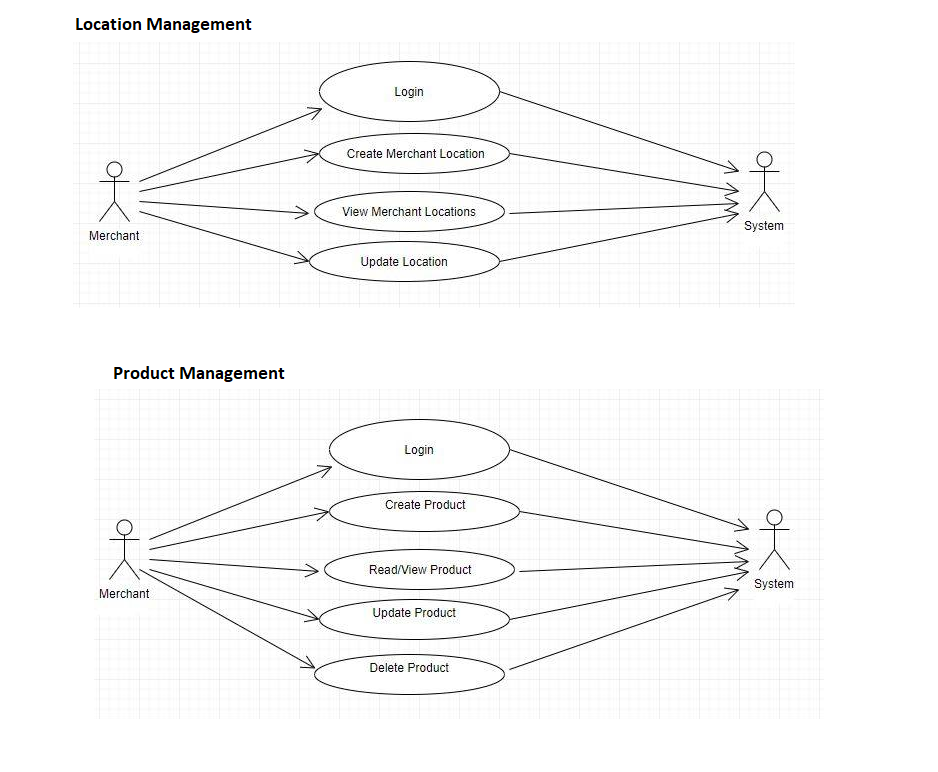 Location Management
Login
Create Merchant Location
View Merchant Locations
Update Location
Merchant
System
Product Management
Login
Create Product
Read/View Product
Update Product
Delete Product
Merchant
System